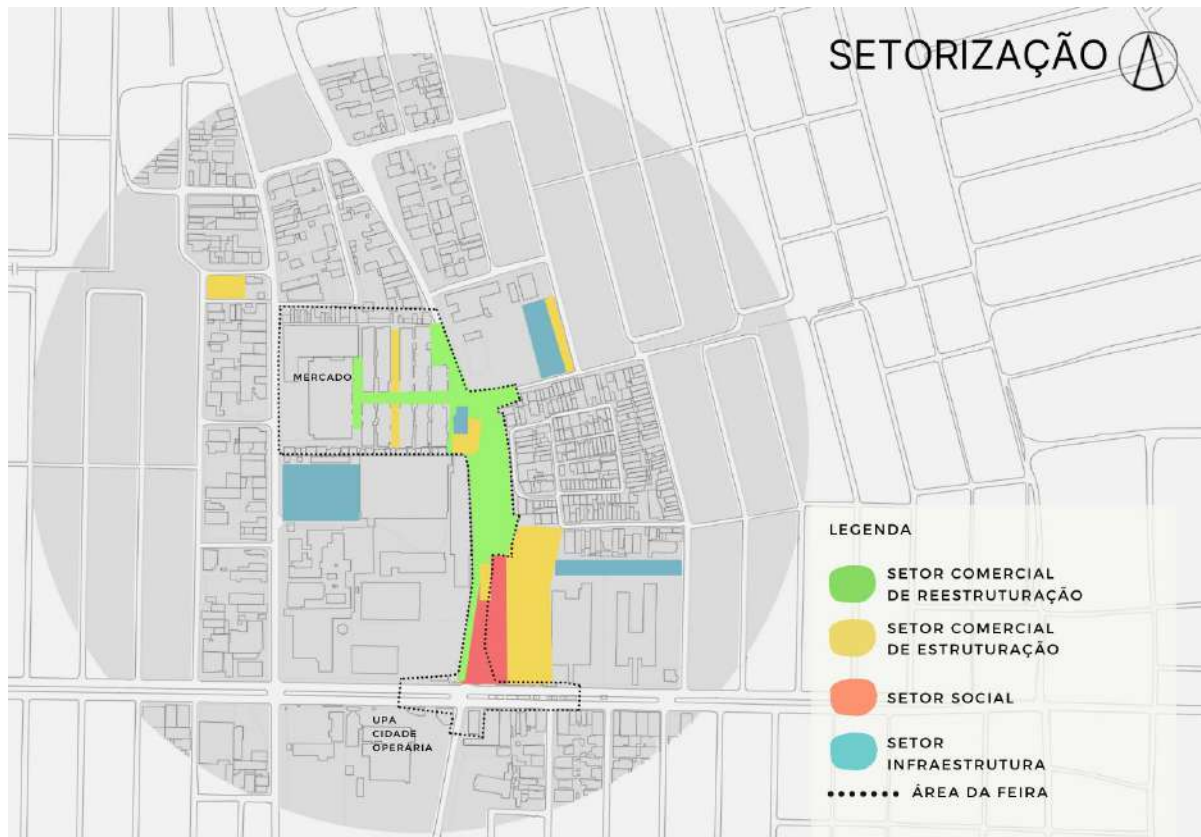 SETORIZAÇÃO
MERCADO
UPA
CIDADE
OPERÁRIA
LEGENDA
SETOR COMERCIAL
DE REESTRUTURAÇÃO
SETOR COMERCIAL
DE ESTRUTURAÇÃO
SETOR SOCIAL
SETOR
INFRAESTRUTURA
ÁREA DA FEIRA